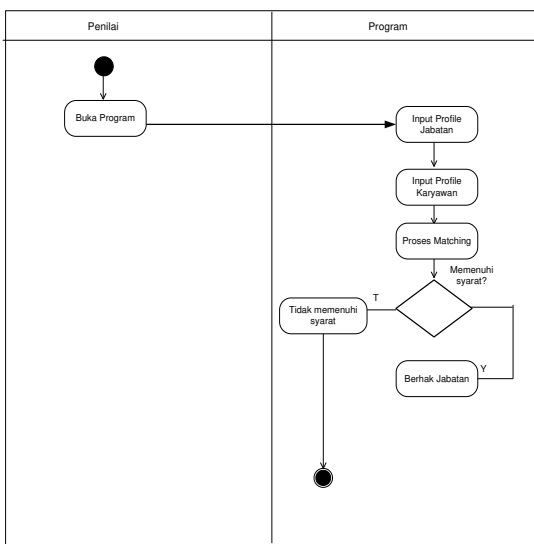 Penilai
Program
Buka Program
Input Profile
Jabatan
Input Profile
Karyawan
Proses Matching
Memenuhi
syarat?
T
Tidak memenuhi
syarat
Y
Berhak Jabatan